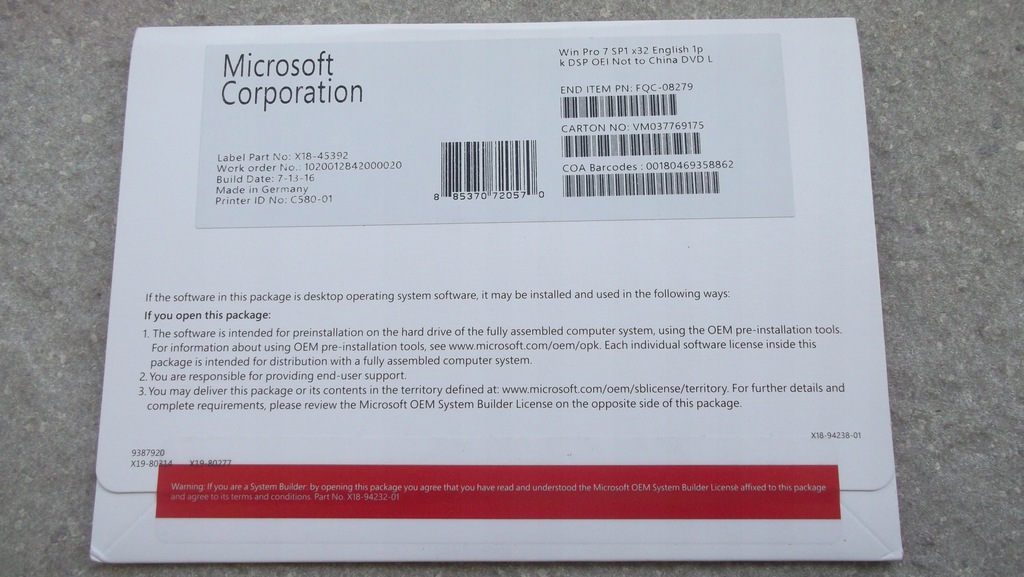 Microsoft
Corporation
Label Part No: X18-45392
Work order No.: 1020012842000020
Build Date: 7-13-16
Made in Germany
Printer ID No: C580-01
8 85370 72057 0
Win Pro 7 SP1 x32 English 1p
k DSP OEI Not to China DVD L
END ITEM PN: FQC-08279
CARTON NO: VM037769175
COA Barcodes : 00180469358862
If the software in this package is desktop operating system software, it may be installed and used in the following ways:
If you open this package:
1. The software is intended for preinstallation on the hard drive of the fully assembled computer system, using the OEM pre-installation tools.
For information about using OEM pre-installation tools, see www.microsoft.com/oem/opk. Each individual software license inside this
package is intended for distribution with a fully assembled computer system.
2. You are responsible for providing end-user support.
3. You may deliver this package or its contents in the territory defined at: www.microsoft.com/oem/sblicense/territory. For further details and
complete requirements, please review the Microsoft OEM System Builder License on the opposite side of this package.
X18-94238-01
9387920
X19-80314 X19-80277
Warning: If you are a System Builder by opening this package you agree that you have read and understood the Microsoft OEM System Builder License affixed to this package
and agree to its terms and conditions. Part No. X18-94232-01